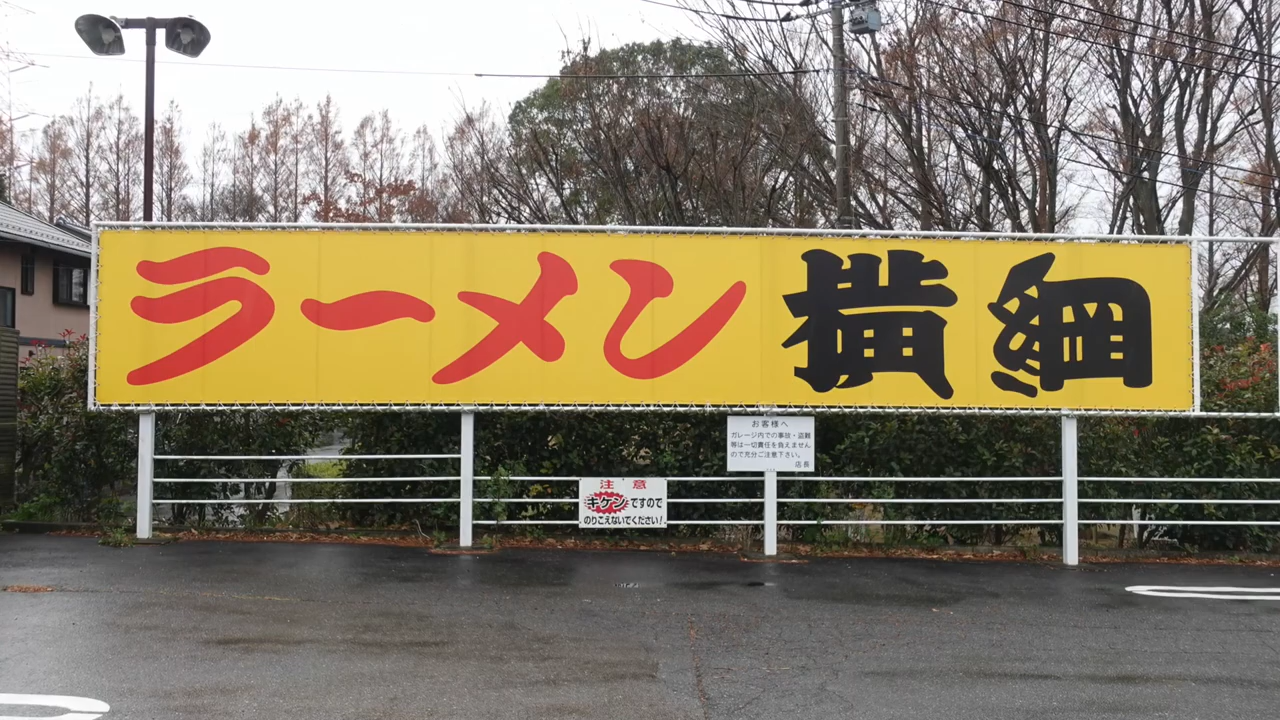 ラーメン 横綱
お客様へ
ガレージ内での事故・盗難
等は一切責任を負えません
ので充分ご注意下さい。
店長
注意
キケンですので
のりこえないでください!